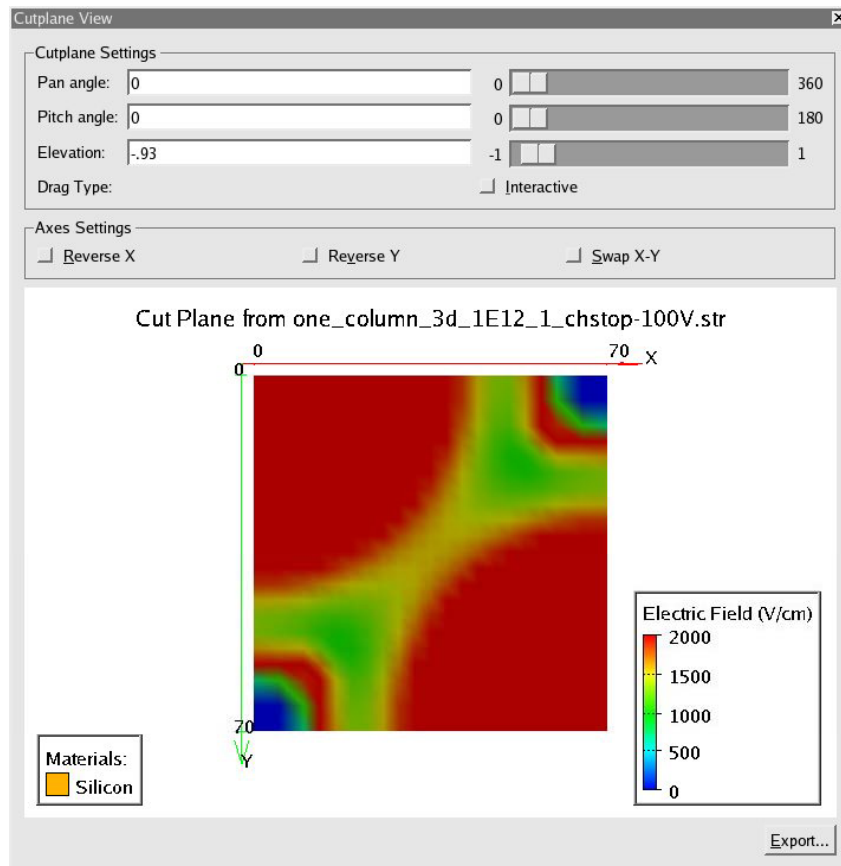 Cutplane View
Cutplane Settings
Pan angle: 0 0 360
Pitch angle: 0 0 180
Elevation: -.93 -1 1
Drag Type: Interactive
Axes Settings
Reverse X Reverse Y Swap X-Y
Cut Plane from one_column_3d_1E12_1_chstop-100V.str
0 70 X
0
70
Y
Electric Field (V/cm)
2000
1500
1000
500
0
Materials:
Silicon
Export...